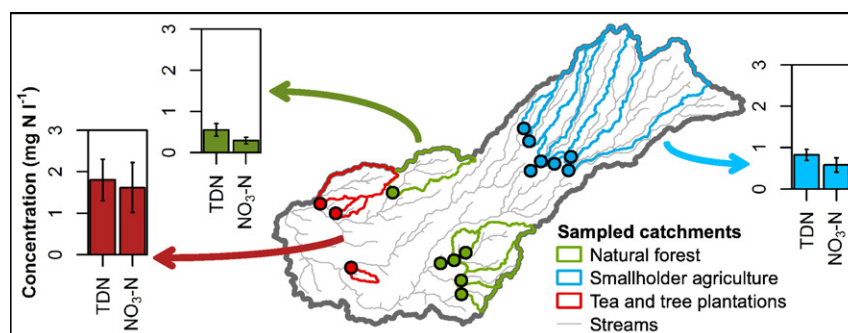 Concentration (mg N l⁻¹)
3
2
1
0
TDN
NO₃-N
3
2
1
0
TDN
NO₃-N
3
2
1
0
TDN
NO₃-N
Sampled catchments
Natural forest
Smallholder agriculture
Tea and tree plantations
Streams